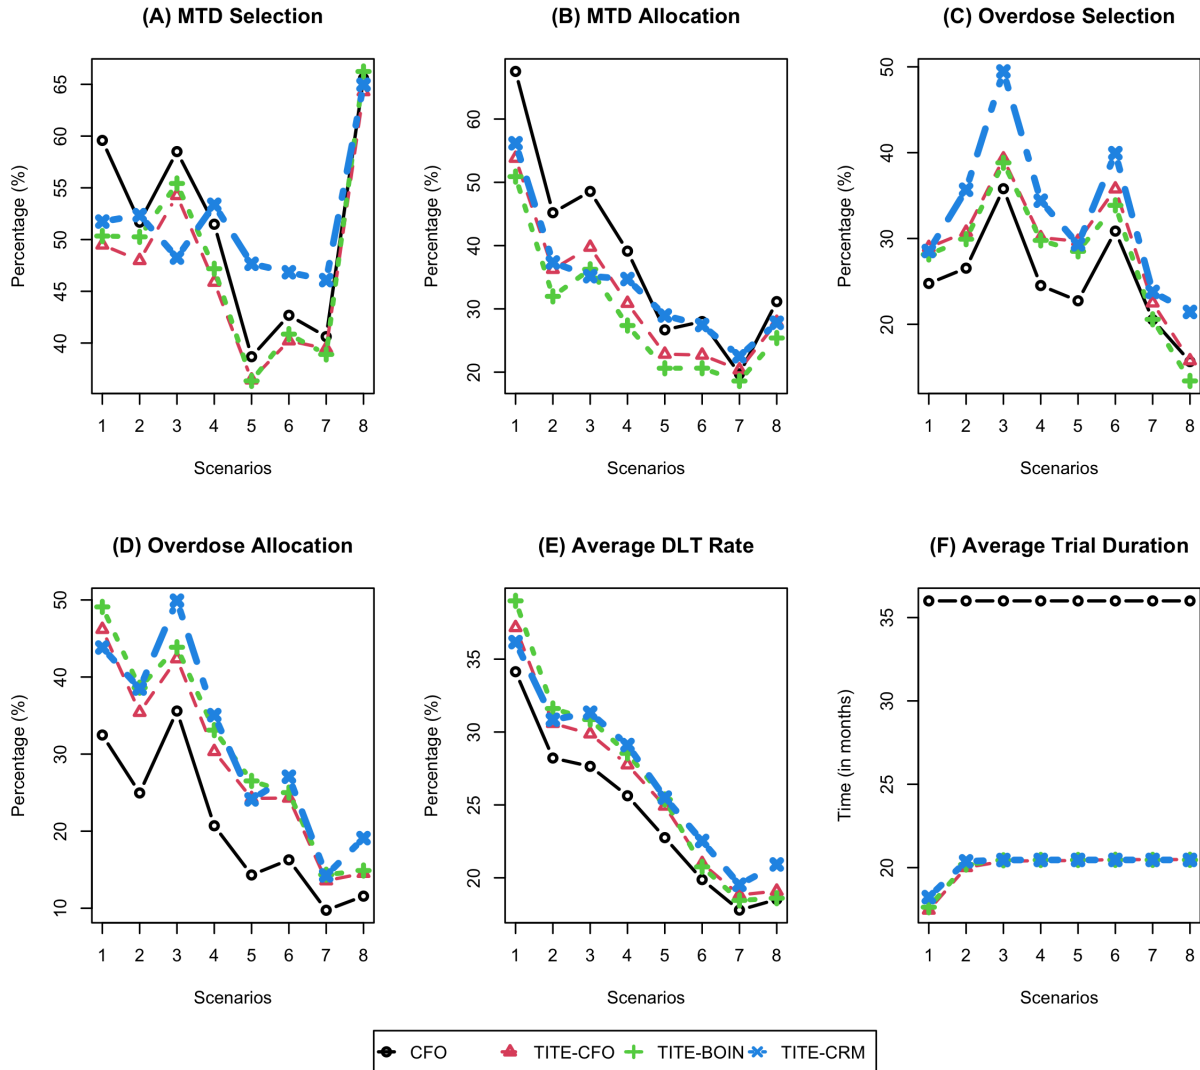 (A) MTD Selection
Percentage (%)
65
60
55
50
45
40
1 2 3 4 5 6 7 8
Scenarios
(B) MTD Allocation
Percentage (%)
60
50
40
30
20
1 2 3 4 5 6 7 8
Scenarios
(C) Overdose Selection
Percentage (%)
50
40
30
20
1 2 3 4 5 6 7 8
Scenarios
(D) Overdose Allocation
Percentage (%)
50
40
30
20
10
1 2 3 4 5 6 7 8
Scenarios
(E) Average DLT Rate
Percentage (%)
35
30
25
20
1 2 3 4 5 6 7 8
Scenarios
(F) Average Trial Duration
Time (in months)
35
30
25
20
1 2 3 4 5 6 7 8
Scenarios
CFO TITE-CFO TITE-BOIN TITE-CRM